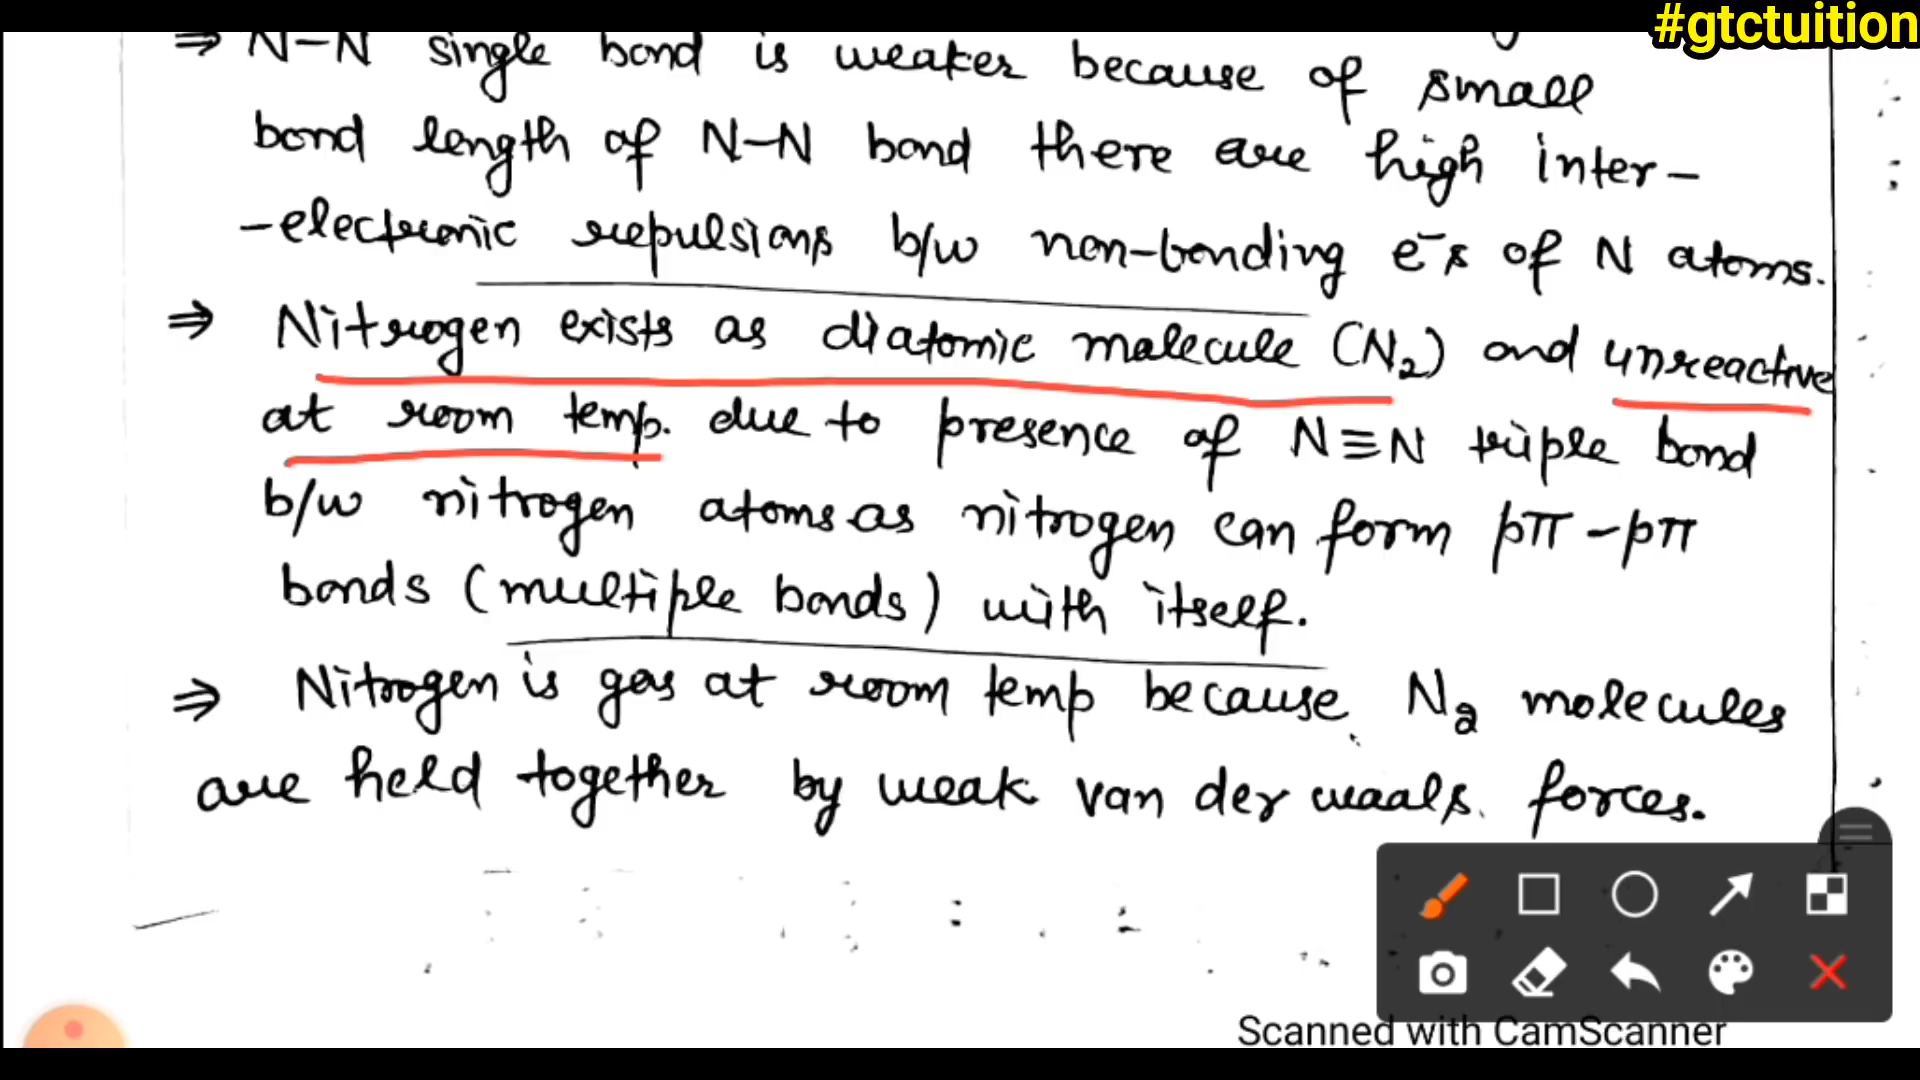 #gtctuition
⇒ N-N single bond is weaker because of small
bond length of N-N bond there are high inter-
-electronic repulsions b/w non-bonding e⁻s of N atoms.
⇒ Nitrogen exists as diatomic molecule (N₂) and unreactive
at room temp. due to presence of N≡N triple bond
b/w nitrogen atoms as nitrogen can form pπ-pπ
bonds (multiple bonds) with itself.
⇒ Nitrogen is gas at room temp because N₂ molecules
are held together by weak van der waals forces.
Scanned with CamScanner